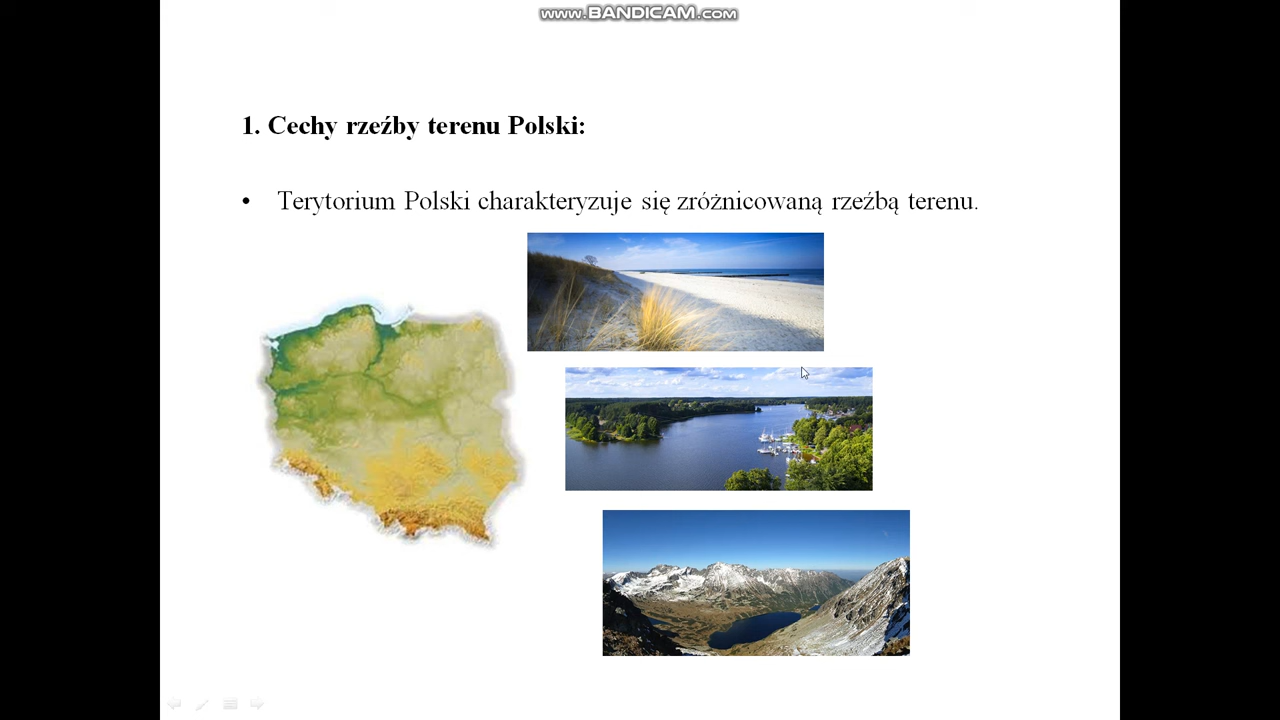 www.BANDICAM.com
1. Cechy rzeźby terenu Polski:
• Terytorium Polski charakteryzuje się zróżnicowaną rzeźbą terenu.